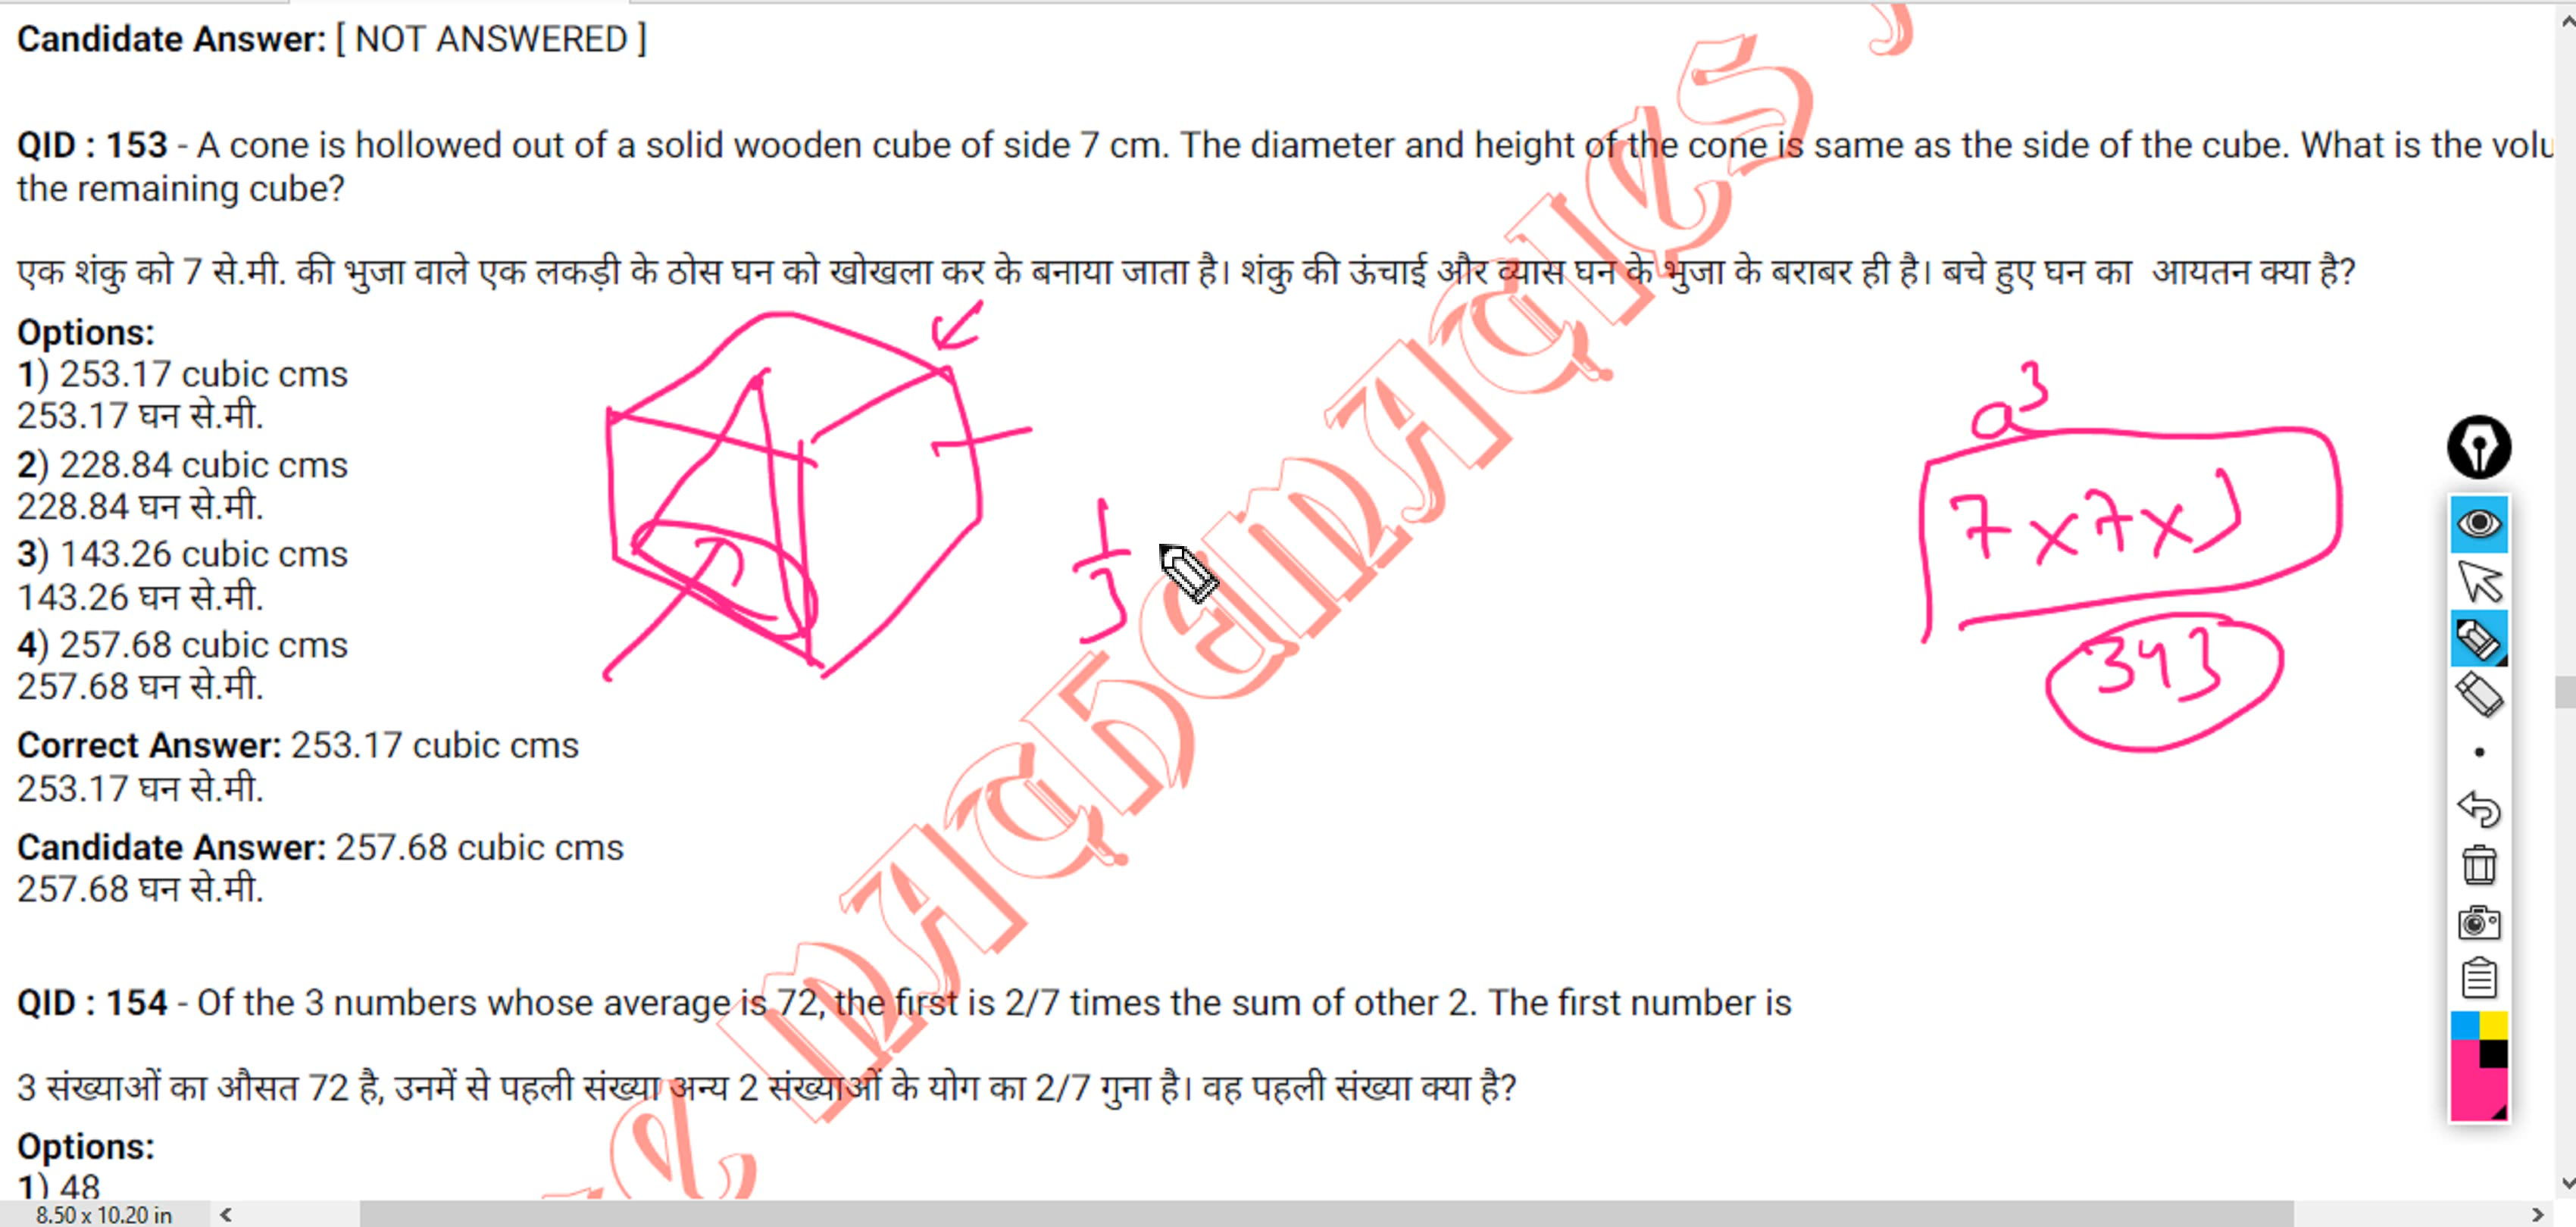 Candidate Answer: [ NOT ANSWERED ]
QID : 153 - A cone is hollowed out of a solid wooden cube of side 7 cm. The diameter and height of the cone is same as the side of the cube. What is the volu
the remaining cube?
एक शंकु को 7 से.मी. की भुजा वाले एक लकड़ी के ठोस घन को खोखला कर के बनाया जाता है। शंकु की ऊंचाई और व्यास घन के भुजा के बराबर ही है। बचे हुए घन का आयतन क्या है?
Options:
1) 253.17 cubic cms
253.17 घन से.मी.
2) 228.84 cubic cms
228.84 घन से.मी.
3) 143.26 cubic cms
143.26 घन से.मी.
4) 257.68 cubic cms
257.68 घन से.मी.
1/3
a³
7x7x
343
Correct Answer: 253.17 cubic cms
253.17 घन से.मी.
Candidate Answer: 257.68 cubic cms
257.68 घन से.मी.
QID : 154 - Of the 3 numbers whose average is 72, the first is 2/7 times the sum of other 2. The first number is
3 संख्याओं का औसत 72 है, उनमें से पहली संख्या अन्य 2 संख्याओं के योग का 2/7 गुना है। वह पहली संख्या क्या है?
Options:
1) 48
8.50 x 10.20 in